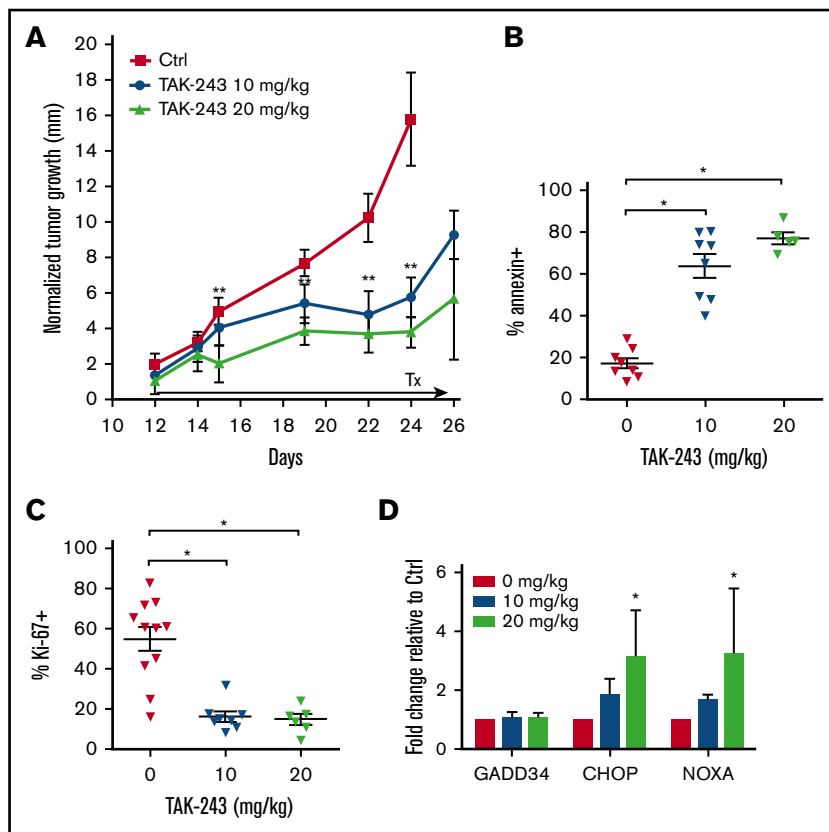 A
Ctrl
TAK-243 10 mg/kg
TAK-243 20 mg/kg
Normalized tumor growth (mm)
20
18
16
14
12
10
8
6
4
2
0
** ** ** **
Tx
10 12 14 16 18 20 22 24 26
Days
B
% annexin+
100
80
60
40
20
0
*
*
0 10 20
TAK-243 (mg/kg)
C
% Ki-67+
100
80
60
40
20
0
*
*
0 10 20
TAK-243 (mg/kg)
D
Fold change relative to Ctrl
6
4
2
0
0 mg/kg
10 mg/kg
20 mg/kg
* *
GADD34 CHOP NOXA